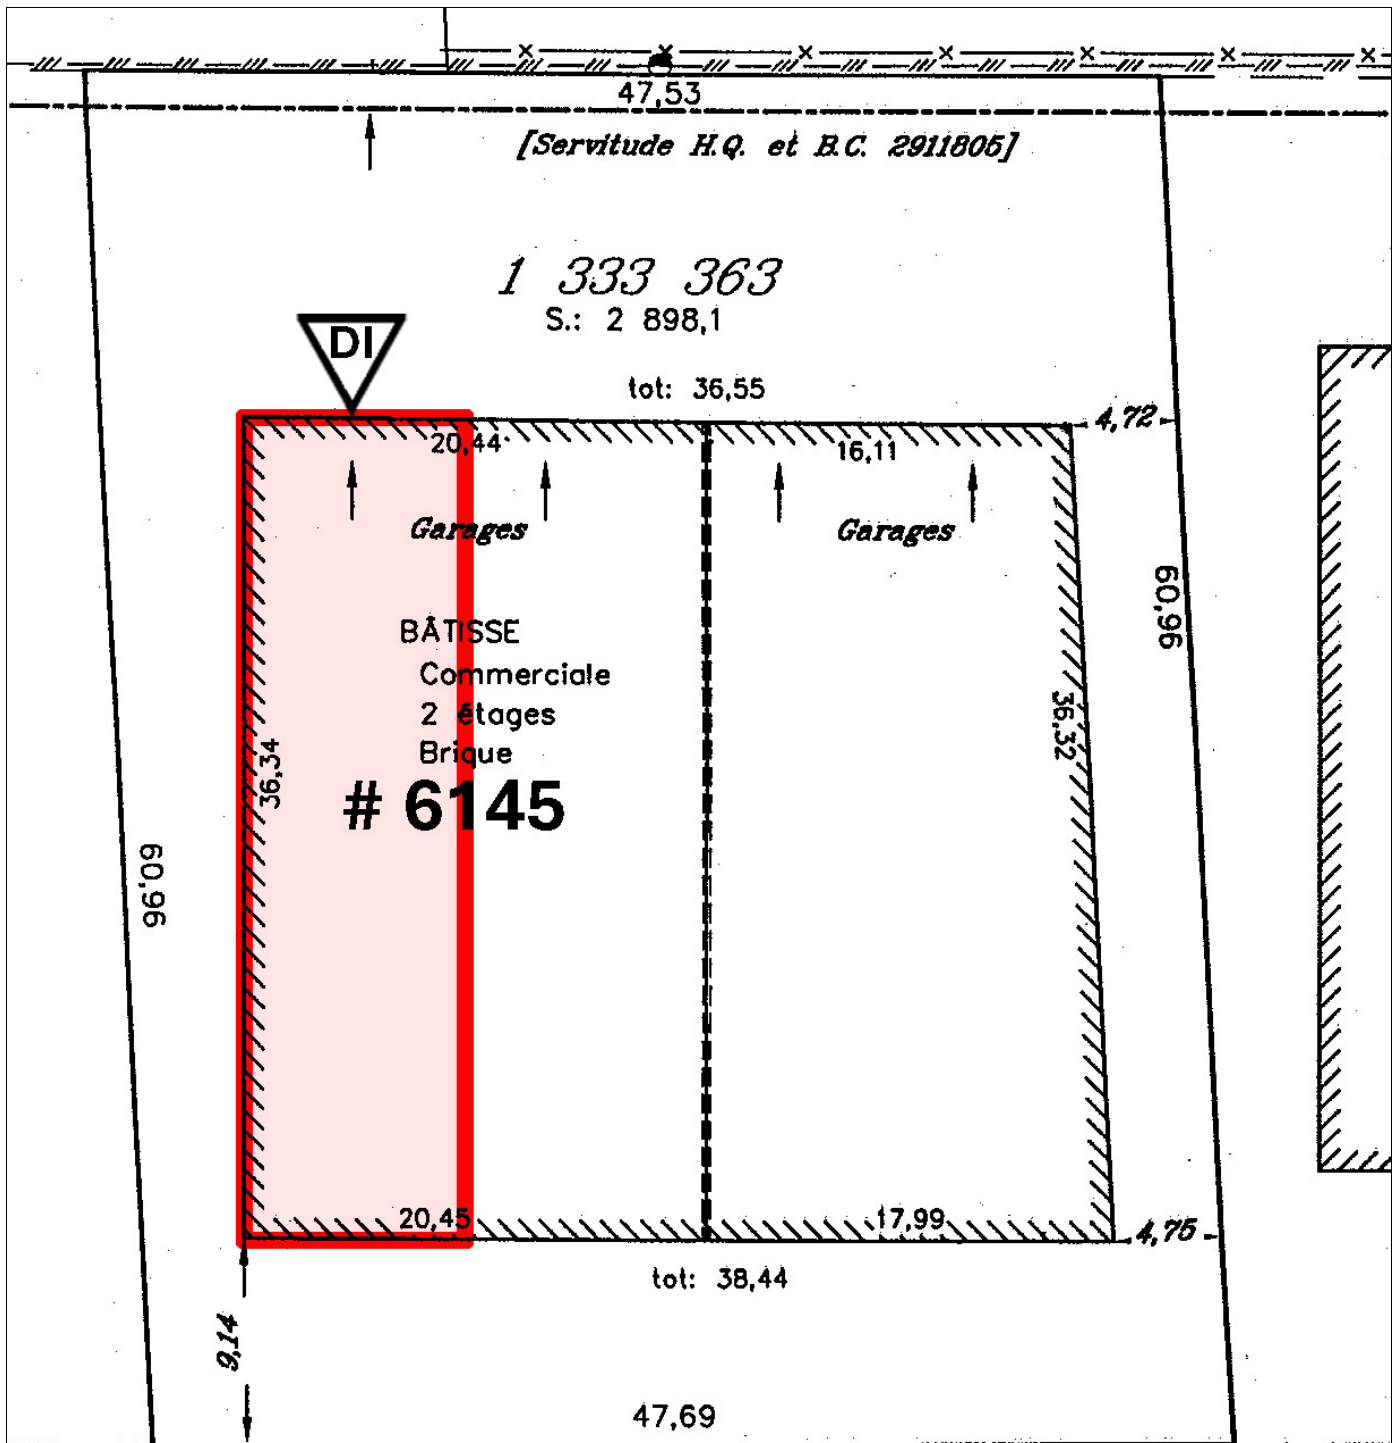 47,53
[Servitude H.Q. et B.C. 2911805]
1 333 363
S.: 2 898,1
DI
tot: 36,55
4,72
20,44
16,11
Garages
Garages
60,96
BÂTISSE
Commerciale
2 étages
Brique
36,32
36,34
# 6145
60,96
20,45
17,99
4,75
tot: 38,44
9,14
47,69